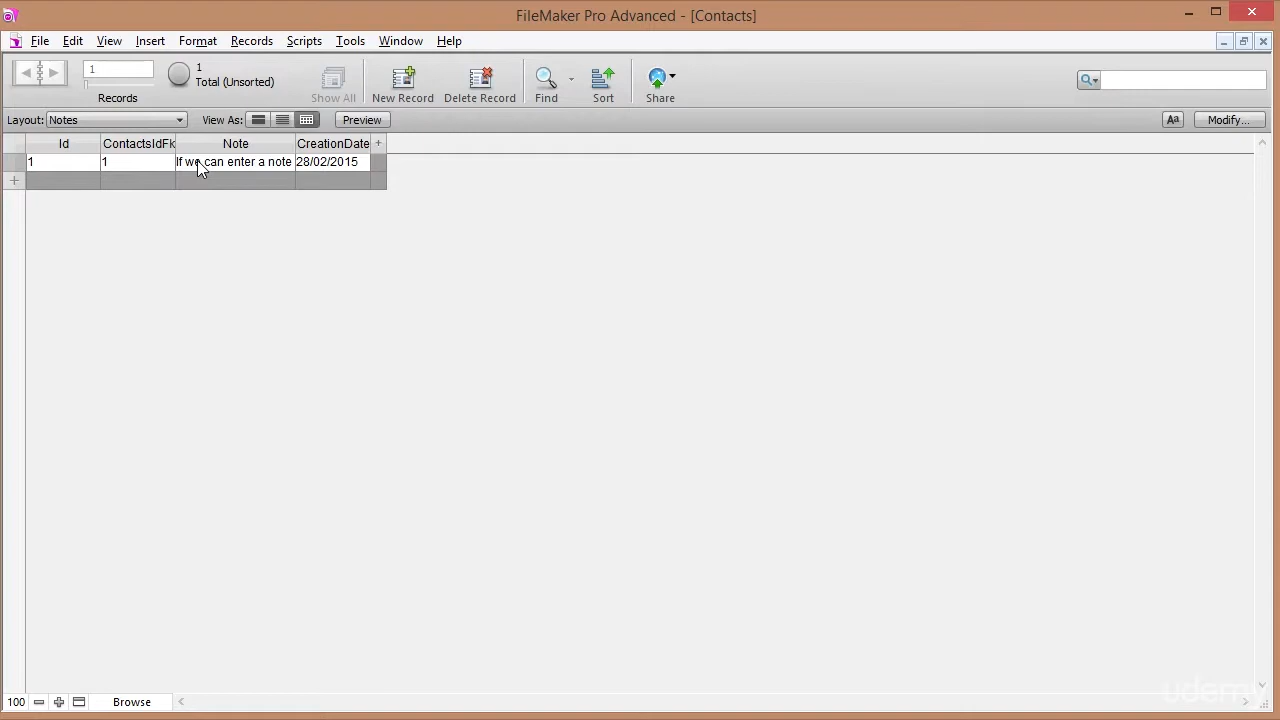 FileMaker Pro Advanced - [Contacts]
File Edit View Insert Format Records Scripts Tools Window Help
1
1
Total (Unsorted)
Records
Show All
New Record
Delete Record
Find
Sort
Share
Layout: Notes
View As:
Preview
Aa
Modify...
Id ContactsIdFk Note CreationDate +
1 1 If we can enter a note 28/02/2015
+
100
Browse
udemy